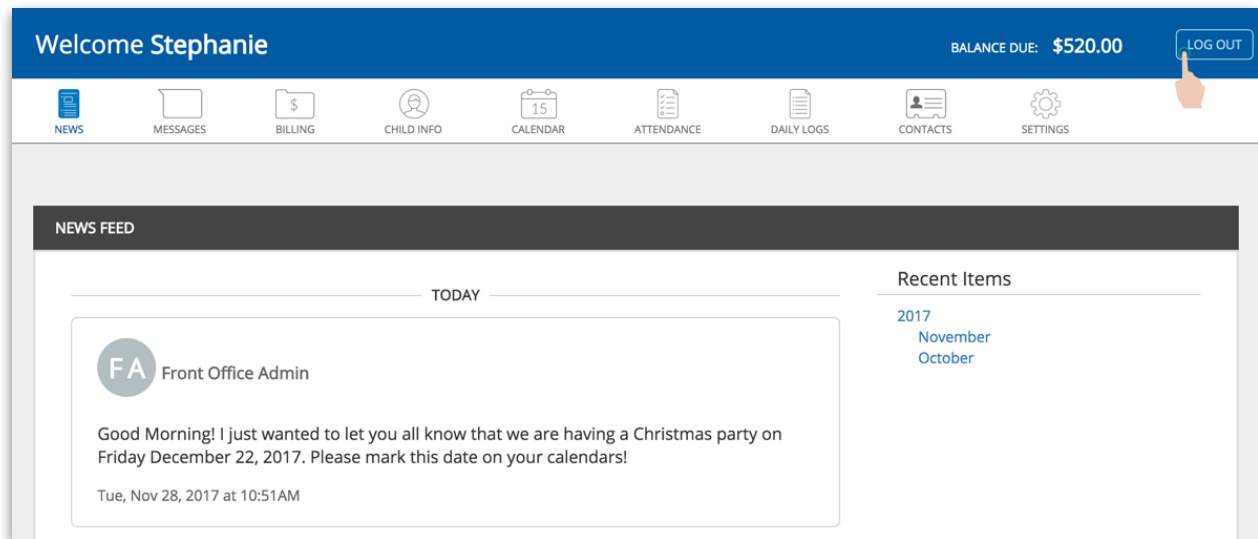 Welcome Stephanie
BALANCE DUE: $520.00
LOG OUT
$
15
NEWS
MESSAGES
BILLING
CHILD INFO
CALENDAR
ATTENDANCE
DAILY LOGS
CONTACTS
SETTINGS
NEWS FEED
TODAY
FA
Front Office Admin
Good Morning! I just wanted to let you all know that we are having a Christmas party on
Friday December 22, 2017. Please mark this date on your calendars!
Tue, Nov 28, 2017 at 10:51AM
Recent Items
2017
November
October